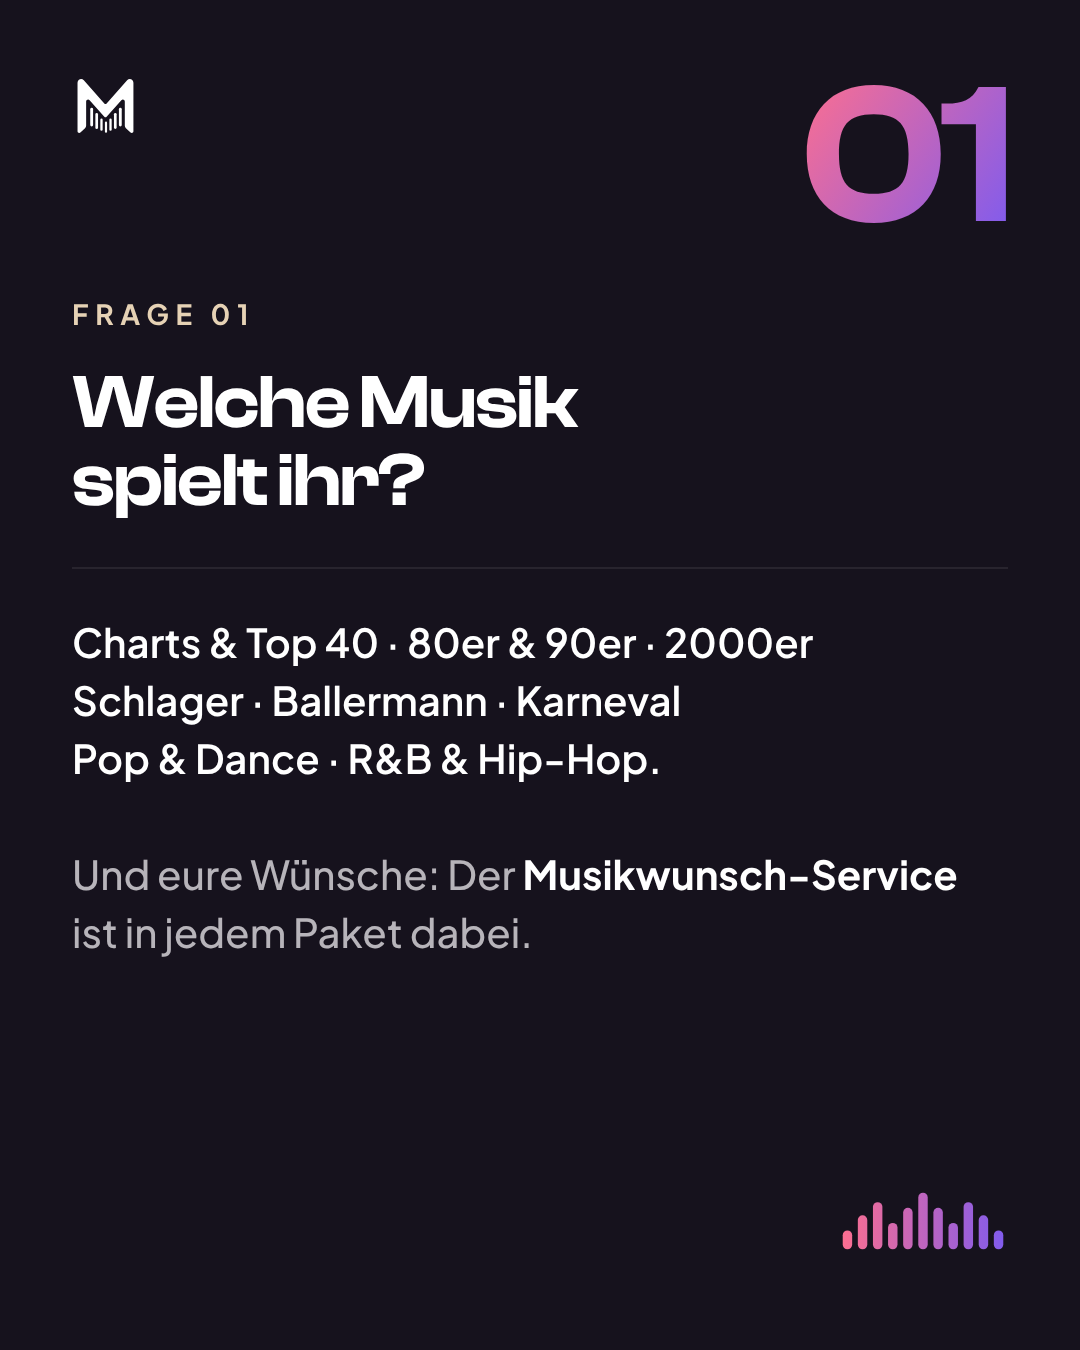 M
01
FRAGE 01
Welche Musik
spielt ihr?
Charts & Top 40 · 80er & 90er · 2000er
Schlager · Ballermann · Karneval
Pop & Dance · R&B & Hip-Hop.
Und eure Wünsche: Der Musikwunsch-Service
ist in jedem Paket dabei.